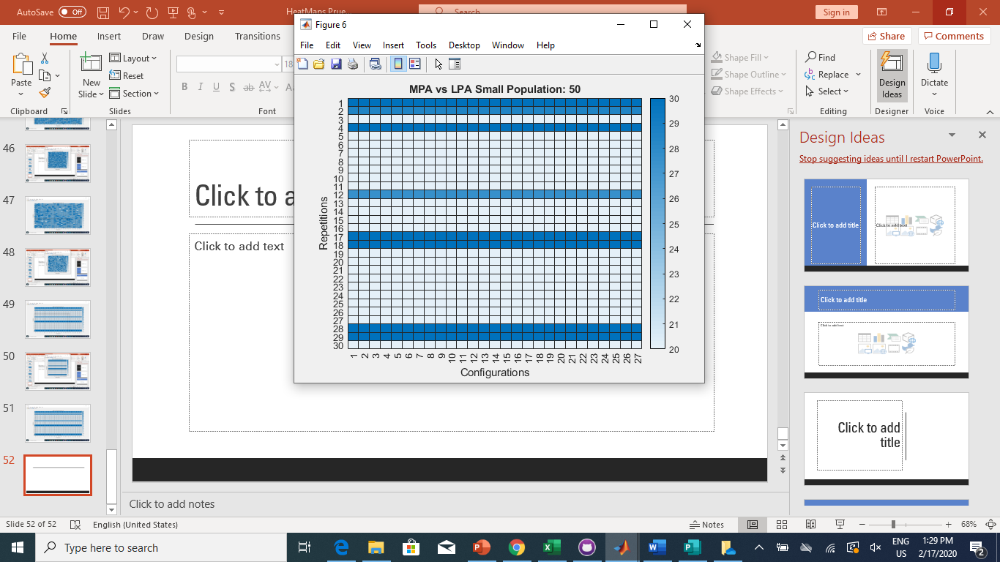 AutoSave Off HeatMaps Prue Search Sign in
File Home Insert Draw Design Transitions Share Comments
Paste
Clipboard
New Slide
Layout
Reset
Section
Slides
18
B I U S ab AV
Font
Shape Fill
Shape Outline
Shape Effects
Find
Replace
Select
Editing
Design Ideas
Designer
Dictate
Voice
Figure 6
File Edit View Insert Tools Desktop Window Help
MPA vs LPA Small Population: 50
Repetitions
1
2
3
4
5
6
7
8
9
10
11
12
13
14
15
16
17
18
19
20
21
22
23
24
25
26
27
28
29
30
1 2 3 4 5 6 7 8 9 10 11 12 13 14 15 16 17 18 19 20 21 22 23 24 25 26 27
Configurations
30
29
28
27
26
25
24
23
22
21
20
46
47
48
49
50
51
52
Click to a
Click to add text
Click to add notes
Design Ideas
Stop suggesting ideas until I restart PowerPoint.
Click to add title
Click to add text
Click to add title
Click to add text
Click to add
title
Slide 52 of 52 English (United States) Notes 68%
Type here to search
ENG
US
1:29 PM
2/17/2020
2